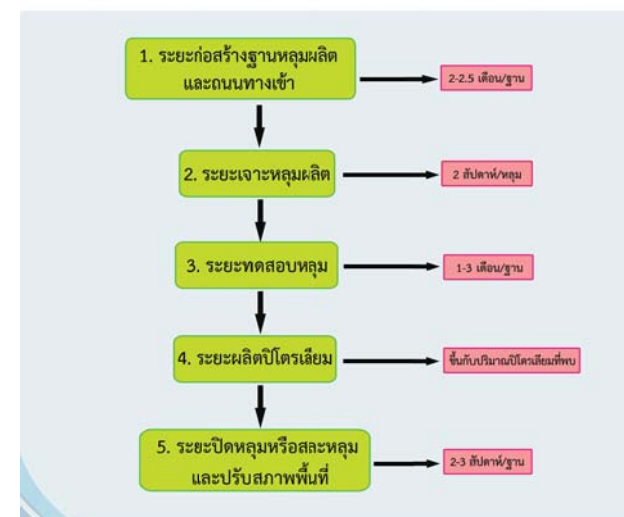 1. ระยะก่อสร้างฐานหลุมผลิต
และถนนทางเข้า
2-2.5 เดือน/ฐาน
2. ระยะเจาะหลุมผลิต
2 สัปดาห์/หลุม
3. ระยะทดสอบหลุม
1-3 เดือน/ฐาน
4. ระยะผลิตปิโตรเลียม
ขึ้นกับปริมาณปิโตรเลียมที่พบ
5. ระยะปิดหลุมหรือสละหลุม
และปรับสภาพพื้นที่
2-3 สัปดาห์/ฐาน